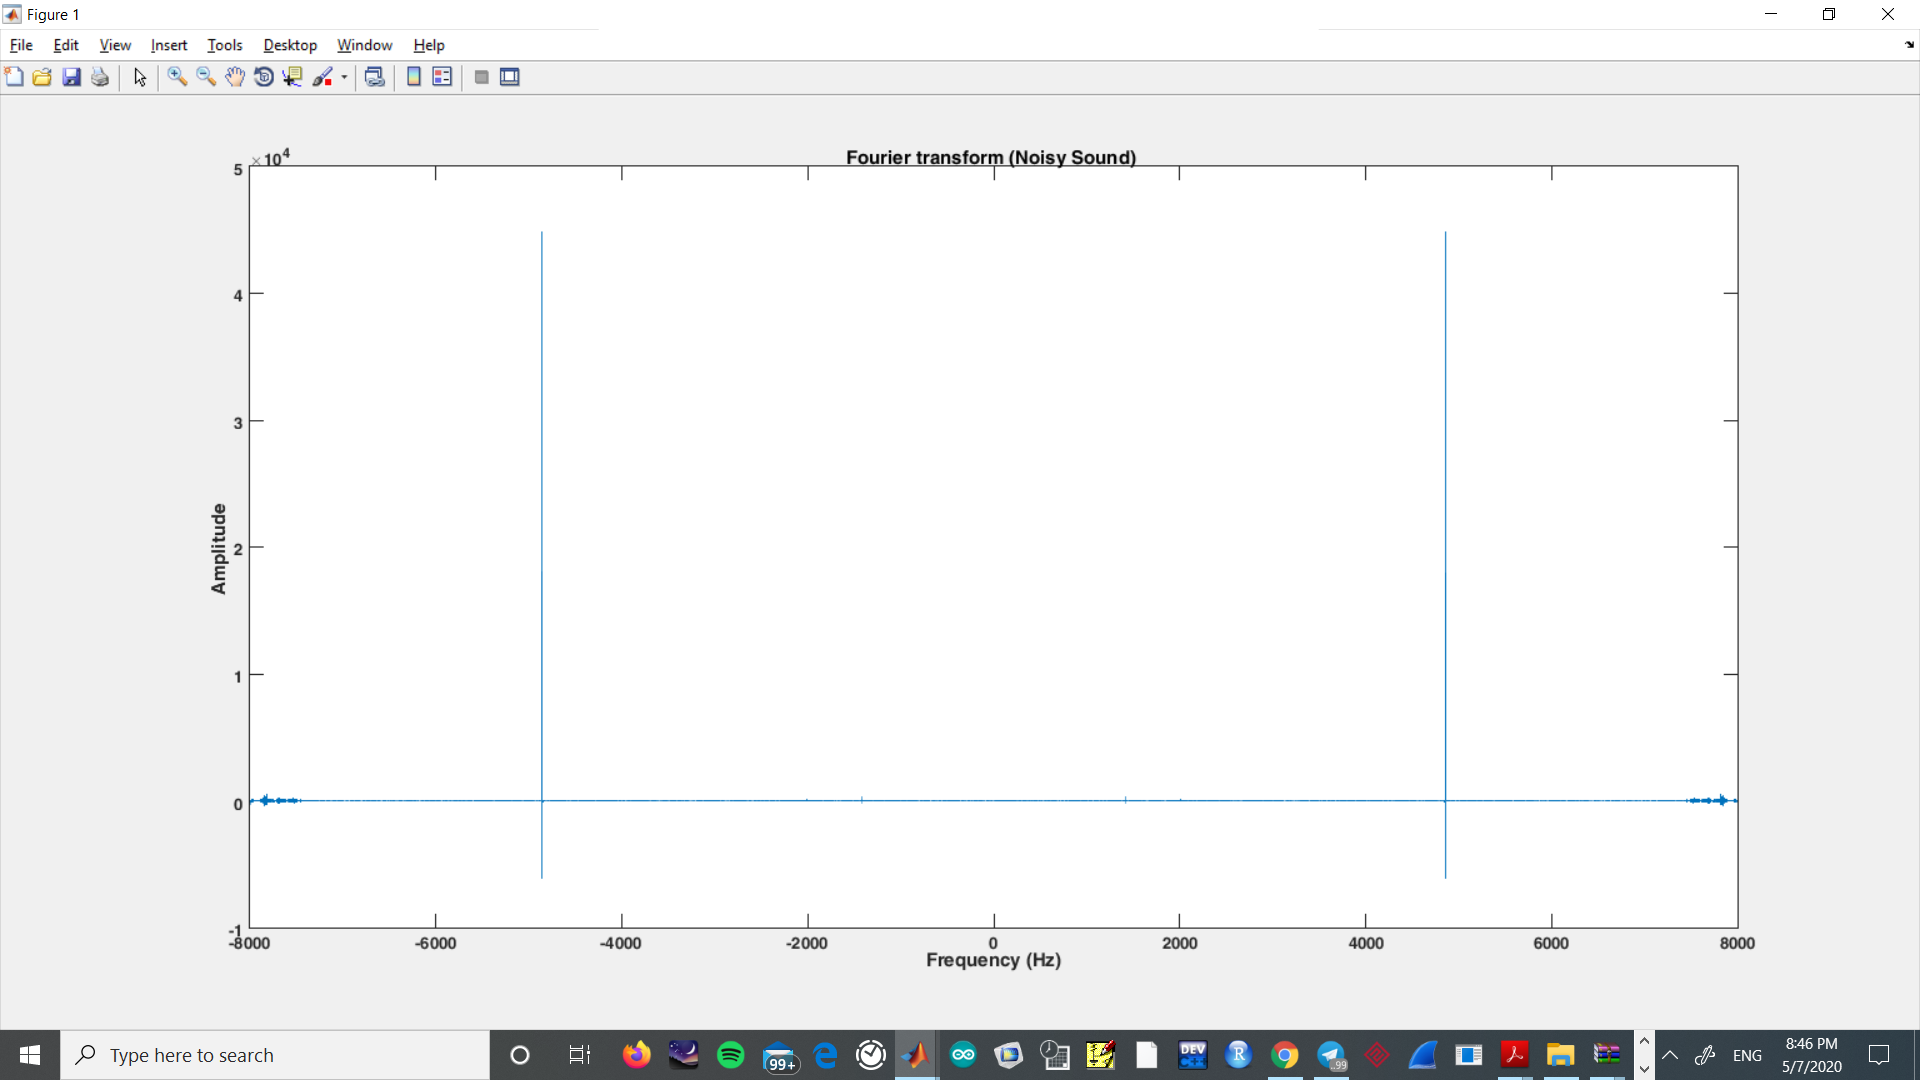 Figure 1
File Edit View Insert Tools Desktop Window Help
Fourier transform (Noisy Sound)
×10⁴
5
4
3
2
1
0
-1
Amplitude
-8000 -6000 -4000 -2000 0 2000 4000 6000 8000
Frequency (Hz)
Type here to search
99+
DEV
C++
R
..99
ENG
8:46 PM
5/7/2020